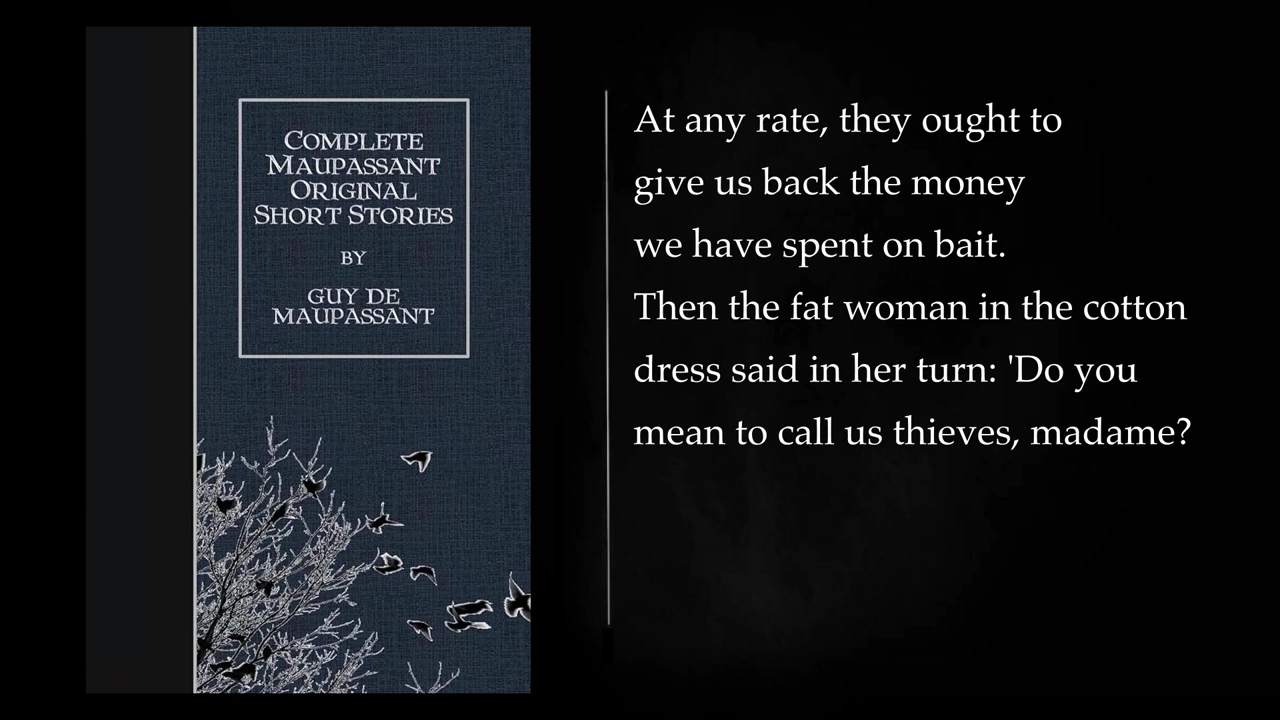 COMPLETE
MAUPASSANT
ORIGINAL
SHORT STORIES
BY
GUY DE
MAUPASSANT
At any rate, they ought to
give us back the money
we have spent on bait.
Then the fat woman in the cotton
dress said in her turn: 'Do you
mean to call us thieves, madame?